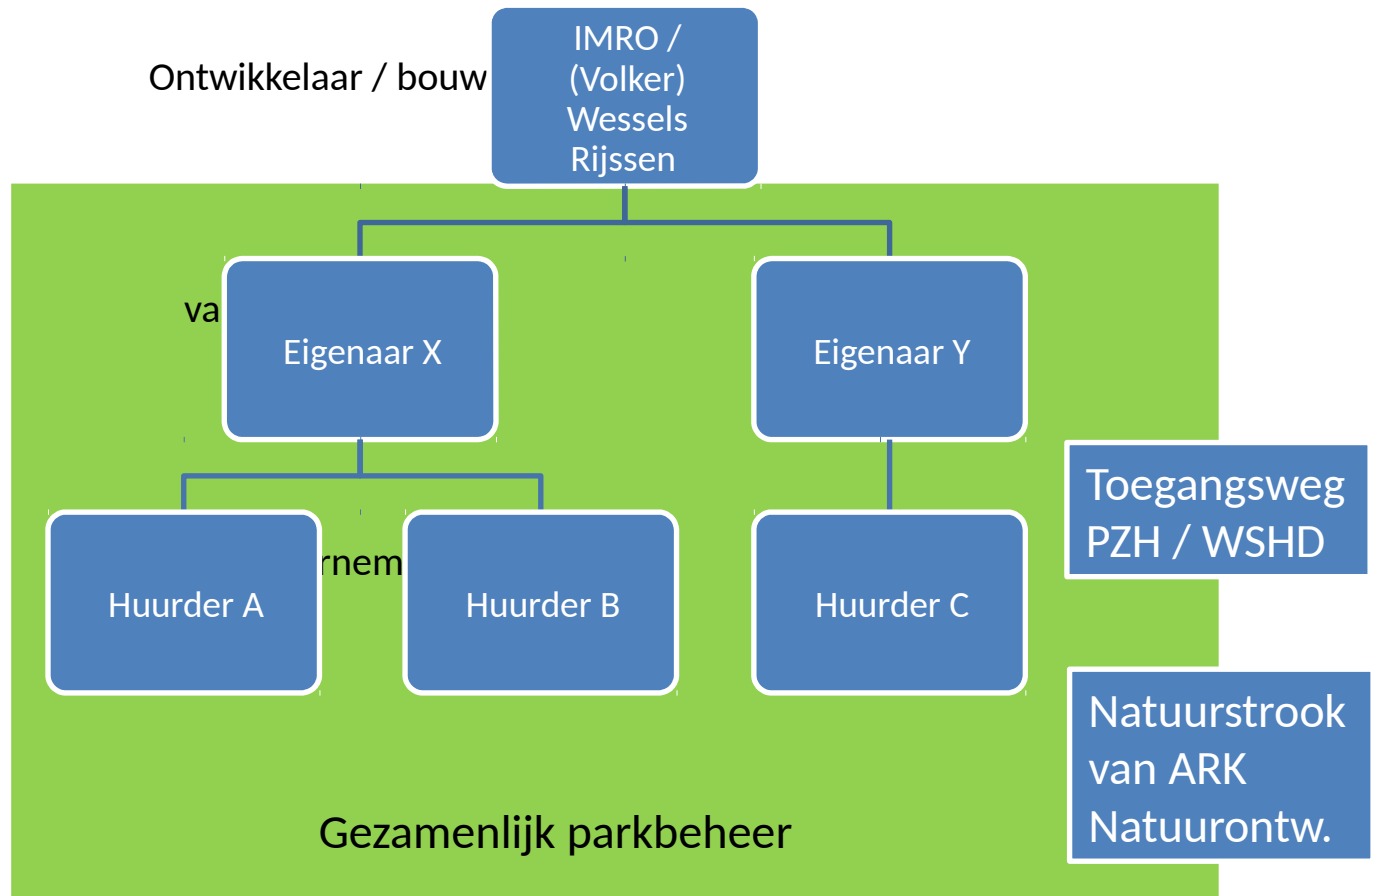 Ontwikkelaar / bouw
IMRO /
(Volker)
Wessels
Rijssen
va
Eigenaar X
Eigenaar Y
Toegangsweg
PZH / WSHD
Huurder A
rnem
Huurder B
Huurder C
Natuurstrook
van ARK
Natuurontw.
Gezamenlijk parkbeheer